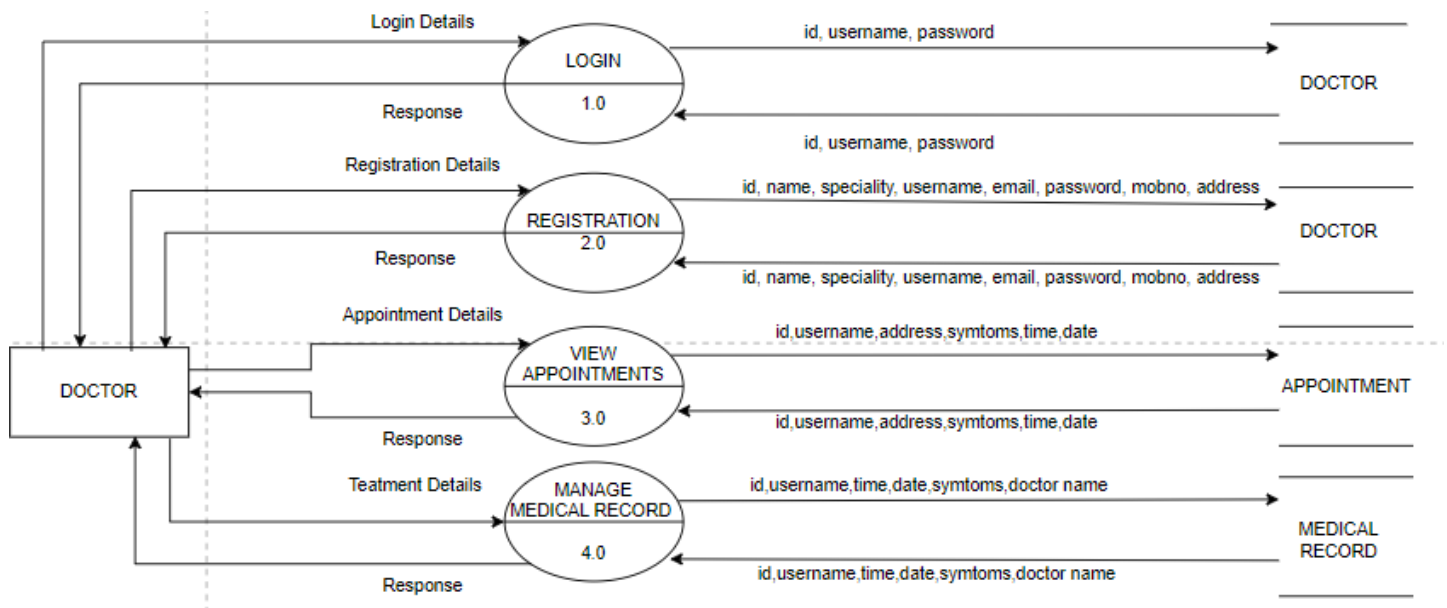 Login Details
id, username, password
LOGIN
1.0
DOCTOR
Response
id, username, password
Registration Details
id, name, speciality, username, email, password, mobno, address
REGISTRATION
2.0
DOCTOR
Response
id, name, speciality, username, email, password, mobno, address
Appointment Details
id,username,address,symtoms,time,date
VIEW
APPOINTMENTS
3.0
DOCTOR
APPOINTMENT
Response
id,username,address,symtoms,time,date
Teatment Details
id,username,time,date,symtoms,doctor name
MANAGE
MEDICAL RECORD
4.0
MEDICAL
RECORD
Response
id,username,time,date,symtoms,doctor name